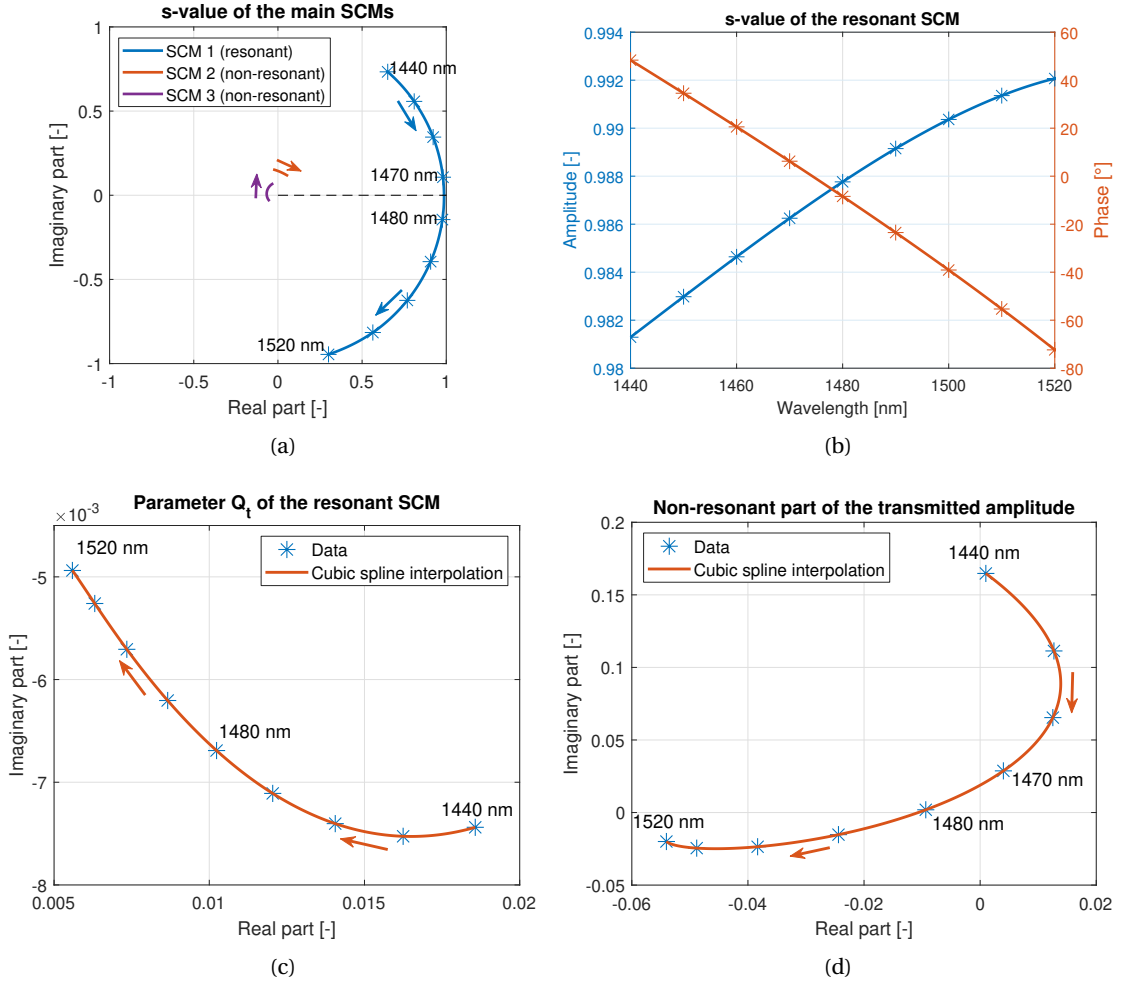 s-value of the main SCMs
SCM 1 (resonant)
SCM 2 (non-resonant)
SCM 3 (non-resonant)
1440 nm
1470 nm
1480 nm
1520 nm
1
0.5
0
-0.5
-1
Imaginary part [-]
-1 -0.5 0 0.5 1
Real part [-]
(a)
s-value of the resonant SCM
0.994
0.992
0.99
0.988
0.986
0.984
0.982
0.98
Amplitude [-]
60
40
20
0
-20
-40
-60
-80
Phase [°]
1440 1460 1480 1500 1520
Wavelength [nm]
(b)
Parameter Qt of the resonant SCM
× 10-3
1520 nm
Data
Cubic spline interpolation
1480 nm
1440 nm
-5
-6
-7
-8
Imaginary part [-]
0.005 0.01 0.015 0.02
Real part [-]
(c)
Non-resonant part of the transmitted amplitude
Data
Cubic spline interpolation
1440 nm
1470 nm
1480 nm
1520 nm
0.2
0.15
0.1
0.05
0
-0.05
Imaginary part [-]
-0.06 -0.04 -0.02 0 0.02
Real part [-]
(d)